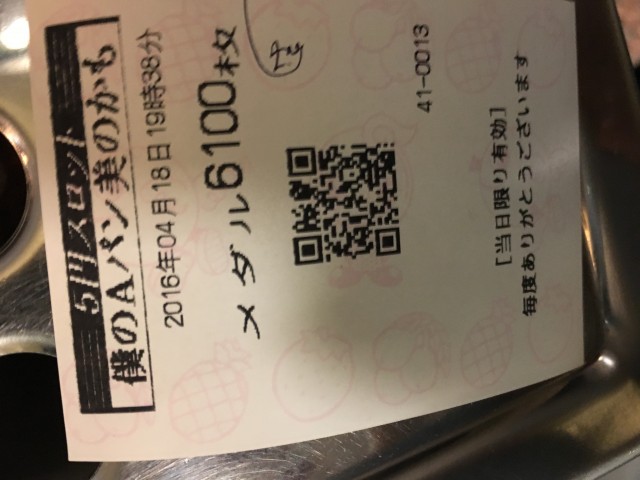 5円スロット
僕のAパン美のかも
2016年04月18日19時38分
メダル6100枚
41-0013
[当日限り有効]
毎度ありがとうございます